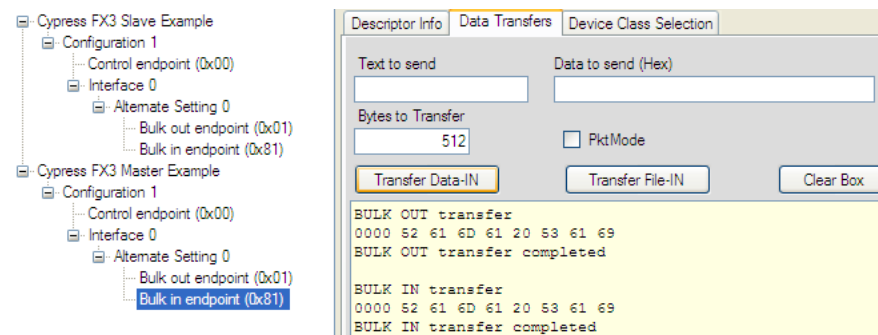 Cypress FX3 Slave Example
Configuration 1
Control endpoint (0x00)
Interface 0
Alternate Setting 0
Bulk out endpoint (0x01)
Bulk in endpoint (0x81)
Cypress FX3 Master Example
Configuration 1
Control endpoint (0x00)
Interface 0
Alternate Setting 0
Bulk out endpoint (0x01)
Bulk in endpoint (0x81)
Descriptor Info Data Transfers Device Class Selection
Text to send Data to send (Hex)
Bytes to Transfer
512 PktMode
Transfer Data-IN Transfer File-IN Clear Box
BULK OUT transfer
0000 52 61 6D 61 20 53 61 69
BULK OUT transfer completed
BULK IN transfer
0000 52 61 6D 61 20 53 61 69
BULK IN transfer completed